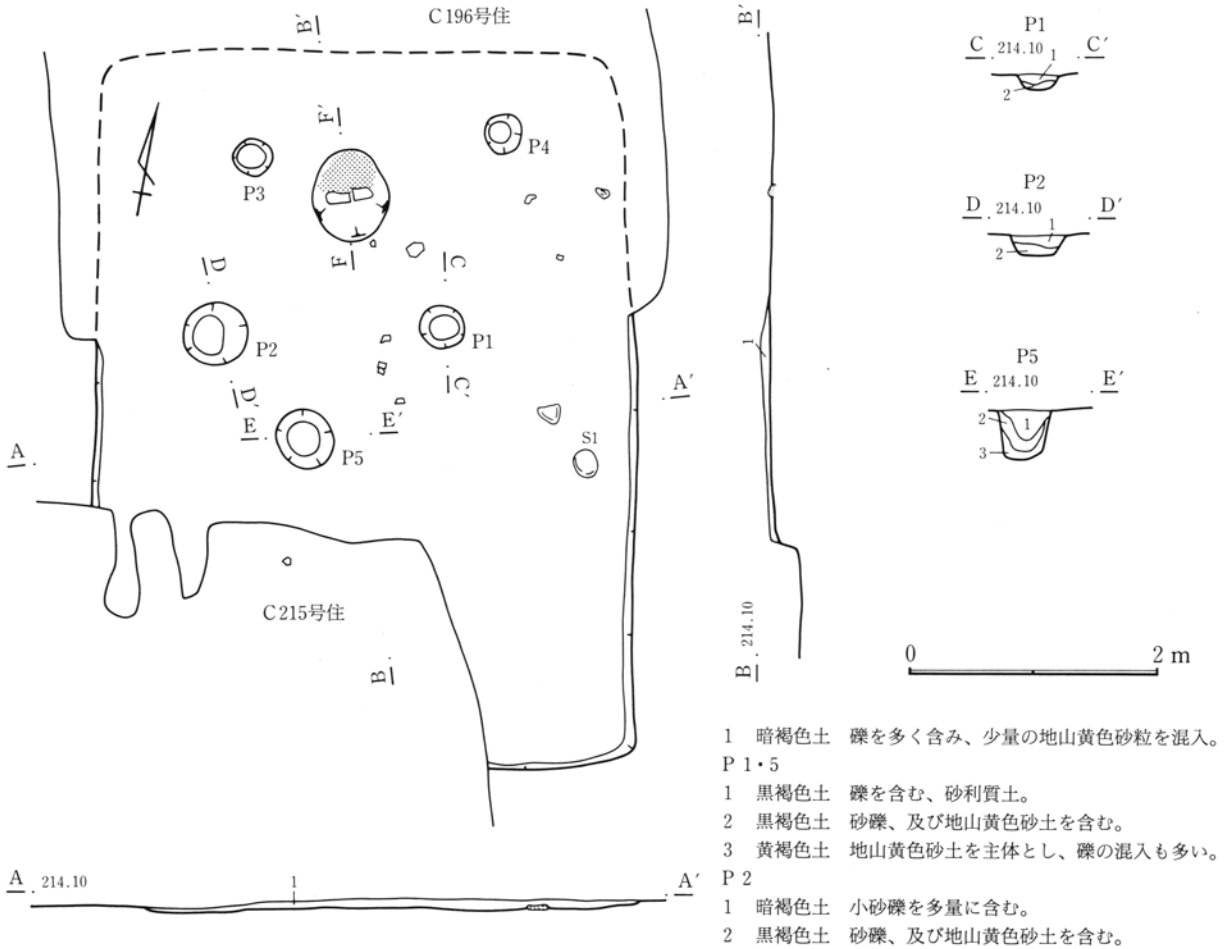 C196号住
B′
F′
P3
P4
F
D
C
P2
P1
D′
C′
E
E′
P5
A
A′
S1
C215号住
B
A 214.10
1
A′
B′
1
B 214.10
P1
C 214.10 C′
1
2
P2
D 214.10 D′
1
2
P5
E 214.10 E′
2
1
3
0 2 m
1 暗褐色土 礫を多く含み、少量の地山黄色砂粒を混入。
P 1・5
1 黒褐色土 礫を含む、砂利質土。
2 黒褐色土 砂礫、及び地山黄色砂土を含む。
3 黄褐色土 地山黄色砂土を主体とし、礫の混入も多い。
P 2
1 暗褐色土 小砂礫を多量に含む。
2 黒褐色土 砂礫、及び地山黄色砂土を含む。